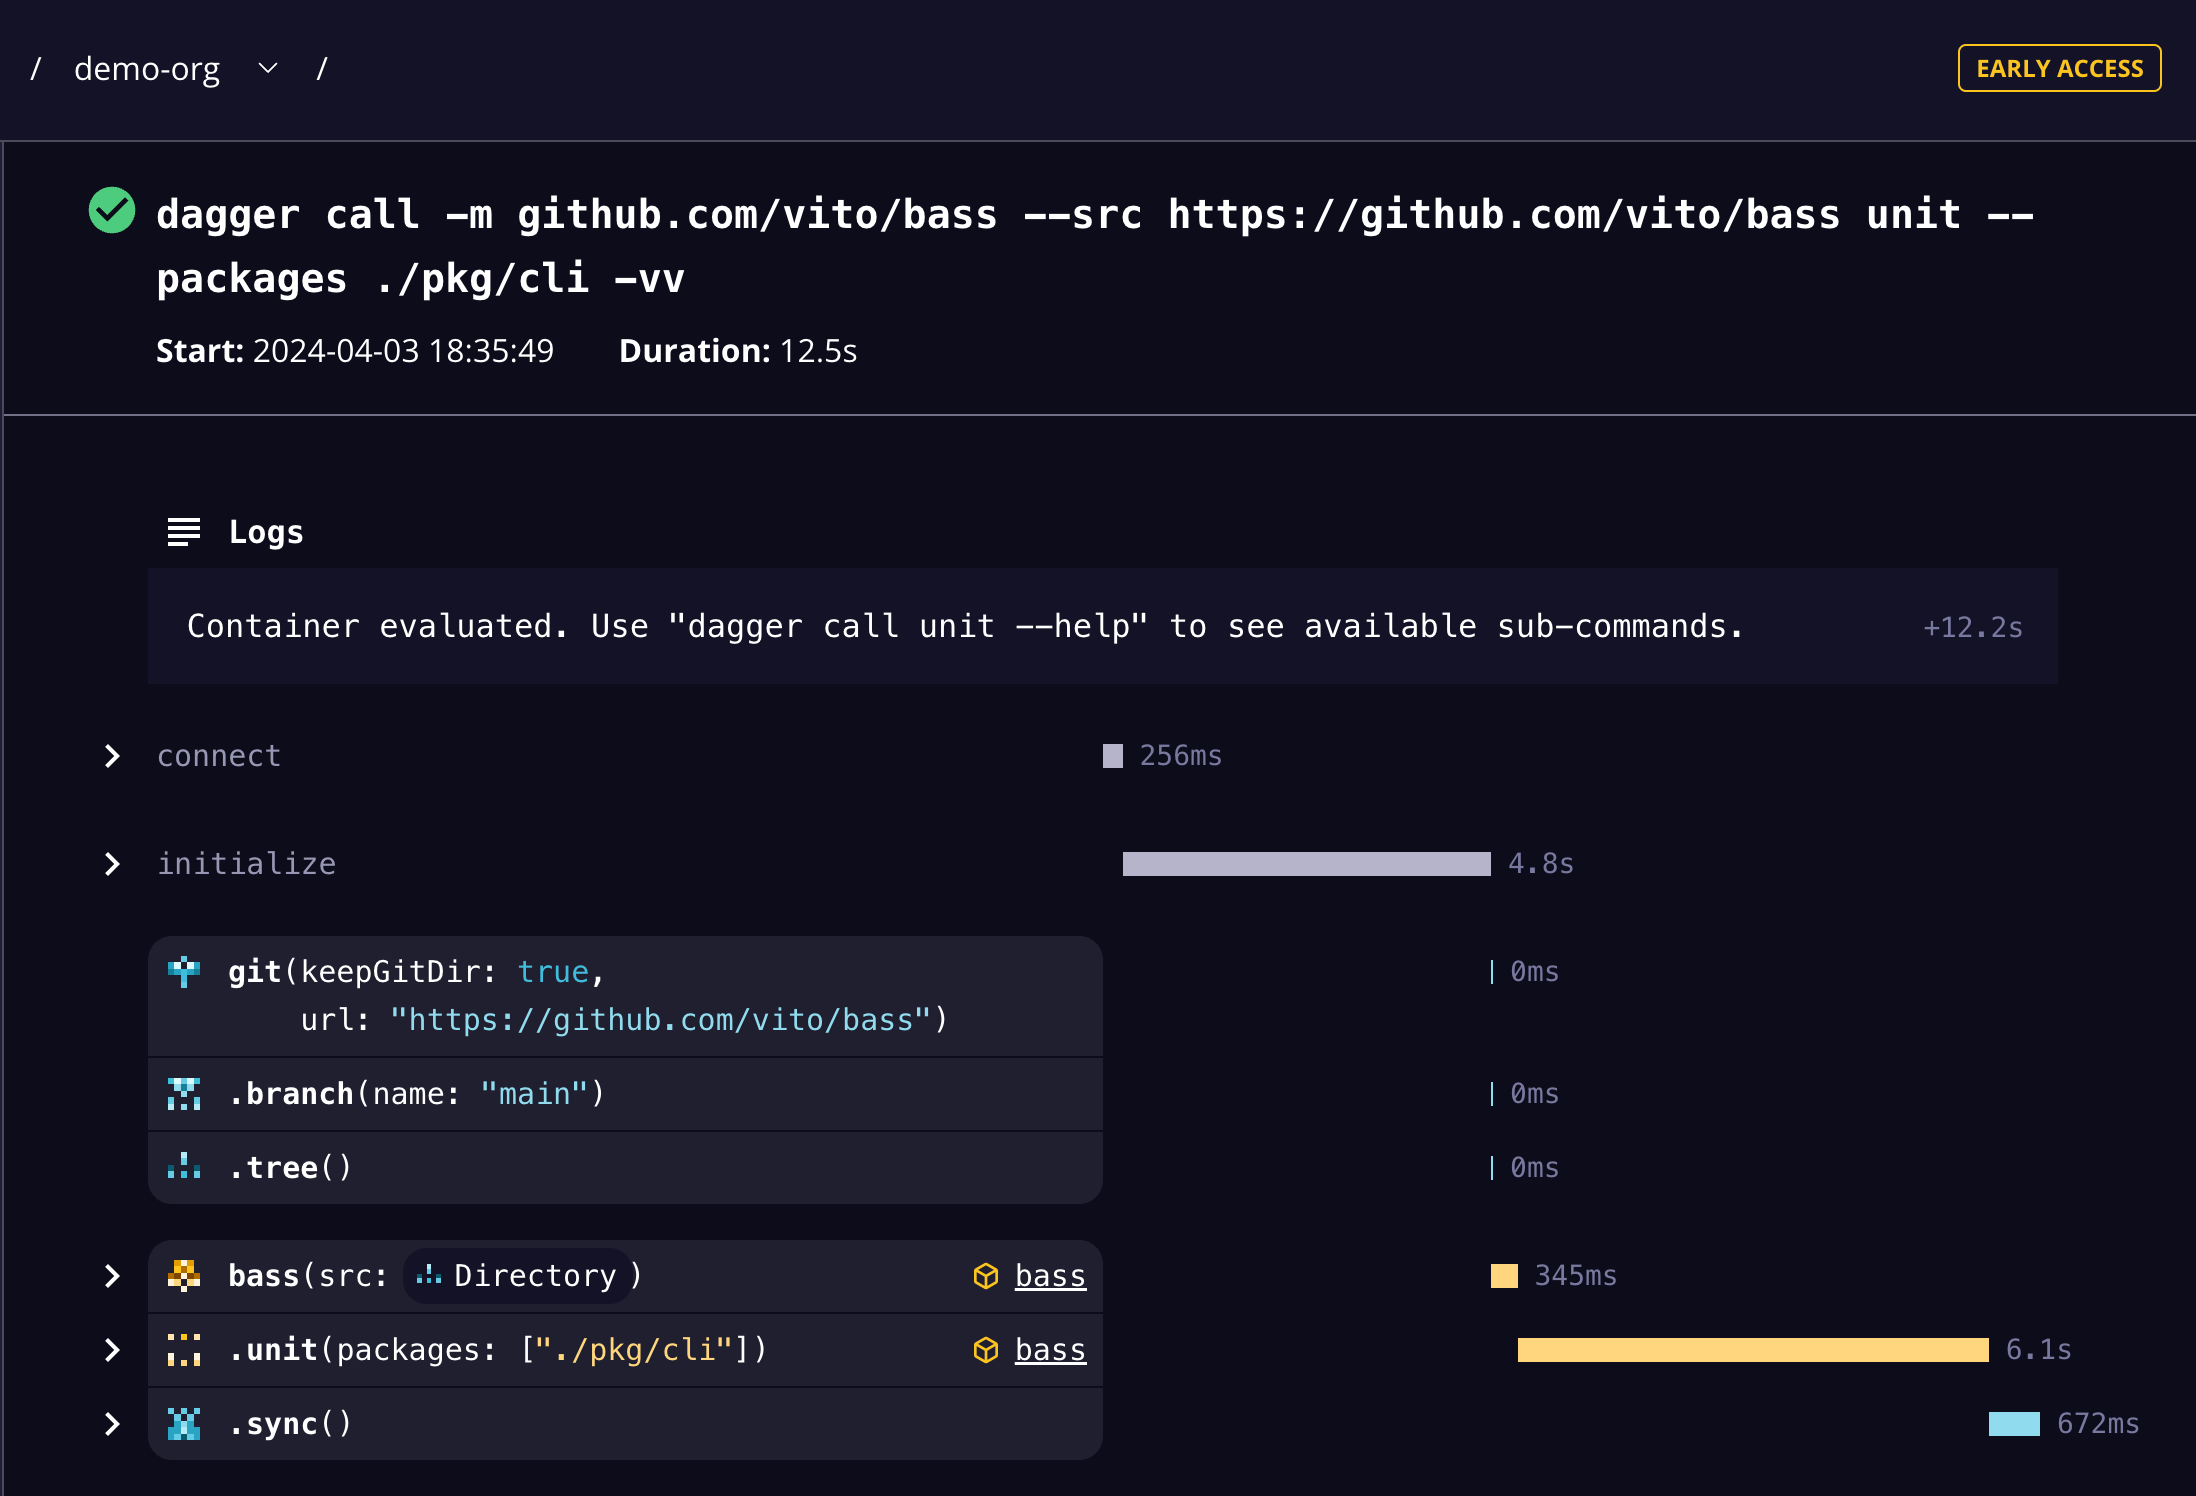 / demo-org /
EARLY ACCESS
dagger call -m github.com/vito/bass --src https://github.com/vito/bass unit --
packages ./pkg/cli -vv
Start: 2024-04-03 18:35:49 Duration: 12.5s
Logs
Container evaluated. Use "dagger call unit --help" to see available sub-commands. +12.2s
connect 256ms
initialize 4.8s
git(keepGitDir: true, 0ms
url: "https://github.com/vito/bass")
.branch(name: "main") 0ms
.tree() 0ms
bass(src: Directory ) bass 345ms
.unit(packages: ["./pkg/cli"]) bass 6.1s
.sync() 672ms